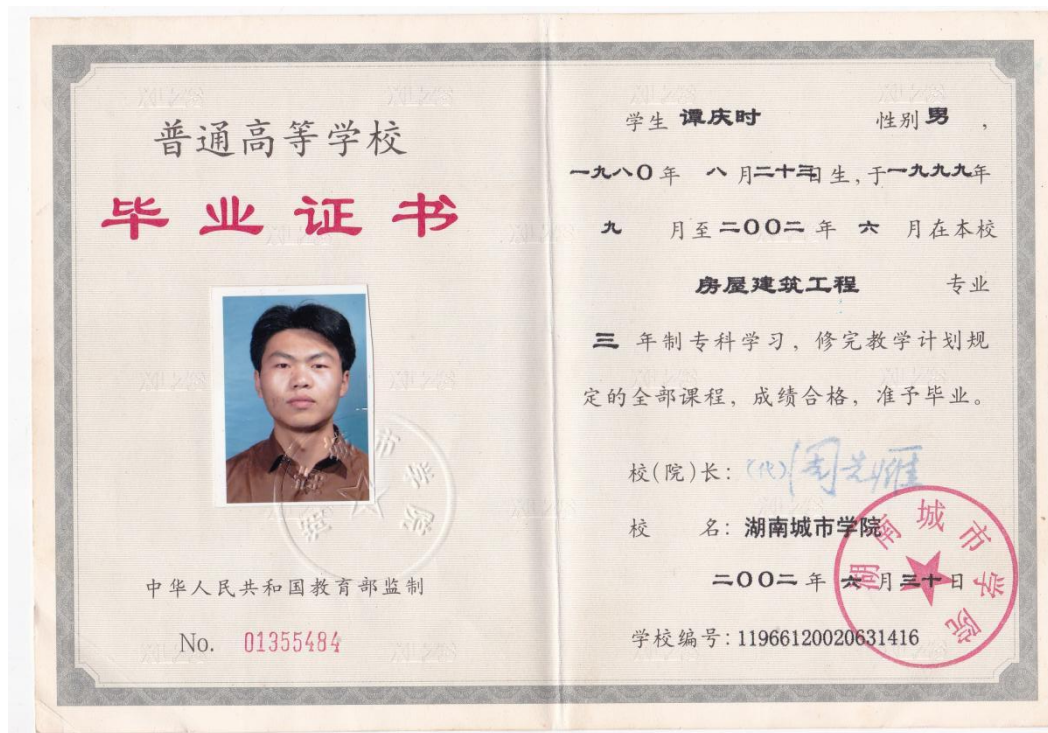 普通高等学校
毕业证书
中华人民共和国教育部监制
No. 01355484
学生 谭庆时 性别 男 ,
一九八〇年 八 月二十三日生,于一九九九年
九 月至二〇〇二年 六 月在本校
房屋建筑工程 专业
三 年制专科学习,修完教学计划规
定的全部课程,成绩合格,准予毕业。
校(院)长:(代)
校 名:湖南城市学院
二〇〇二年 六 月三十日
学校编号:11966120020631416
湖南城市学院